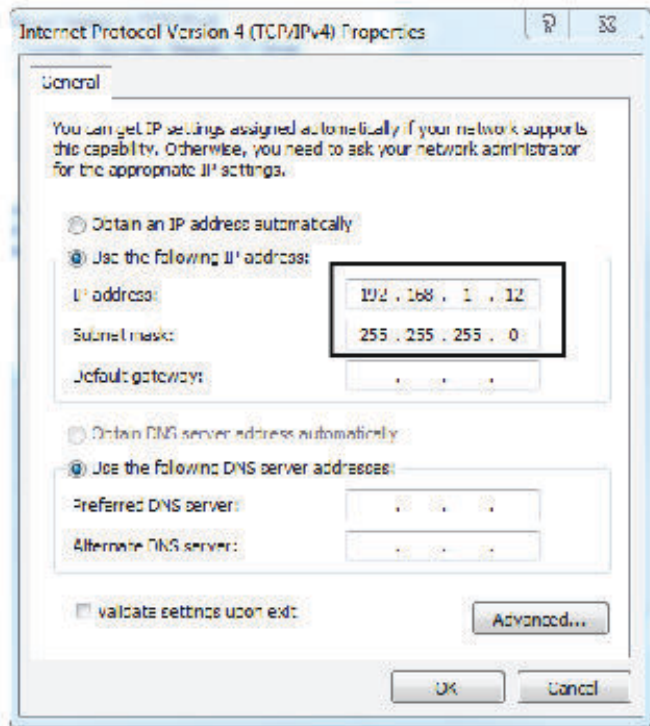 Internet Protocol Version 4 (TCP/IPv4) Properties
General
You can get IP settings assigned automatically if your network supports
this capability. Otherwise, you need to ask your network administrator
for the appropriate IP settings.
Obtain an IP address automatically
Use the following IP address:
IP address: 192 . 168 . 1 . 12
Subnet mask: 255 . 255 . 255 . 0
Default gateway: . . .
Obtain DNS server address automatically
Use the following DNS server addresses:
Preferred DNS server: . . .
Alternate DNS server: . . .
Validate settings upon exit
Advanced...
OK Cancel